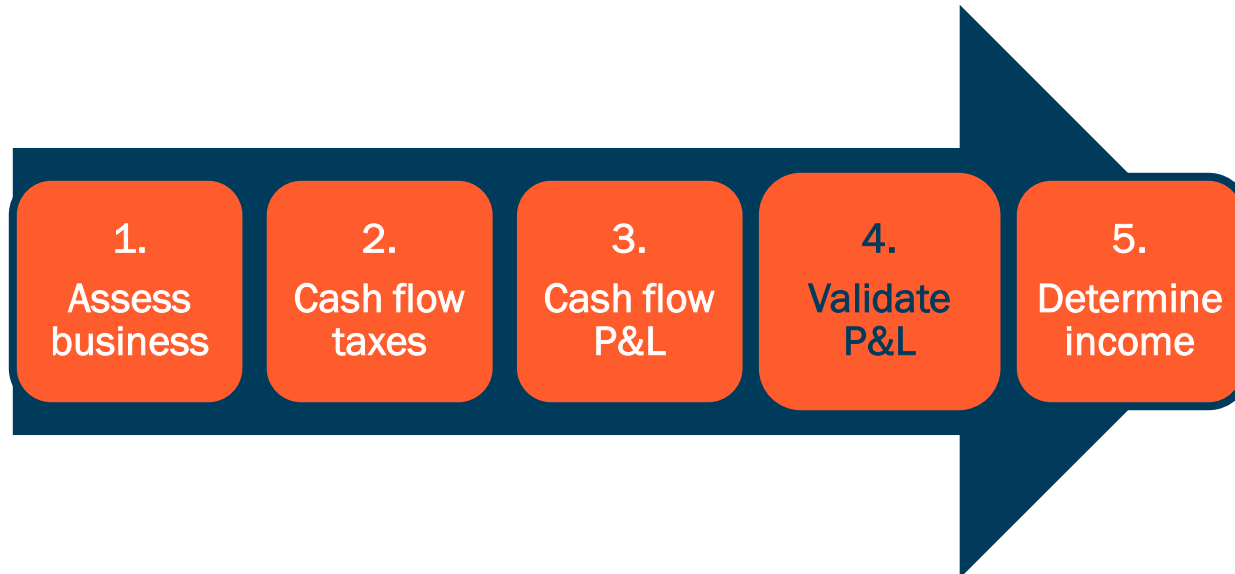 1.
Assess
business
2.
Cash flow
taxes
3.
Cash flow
P&L
4.
Validate
P&L
5.
Determine
income